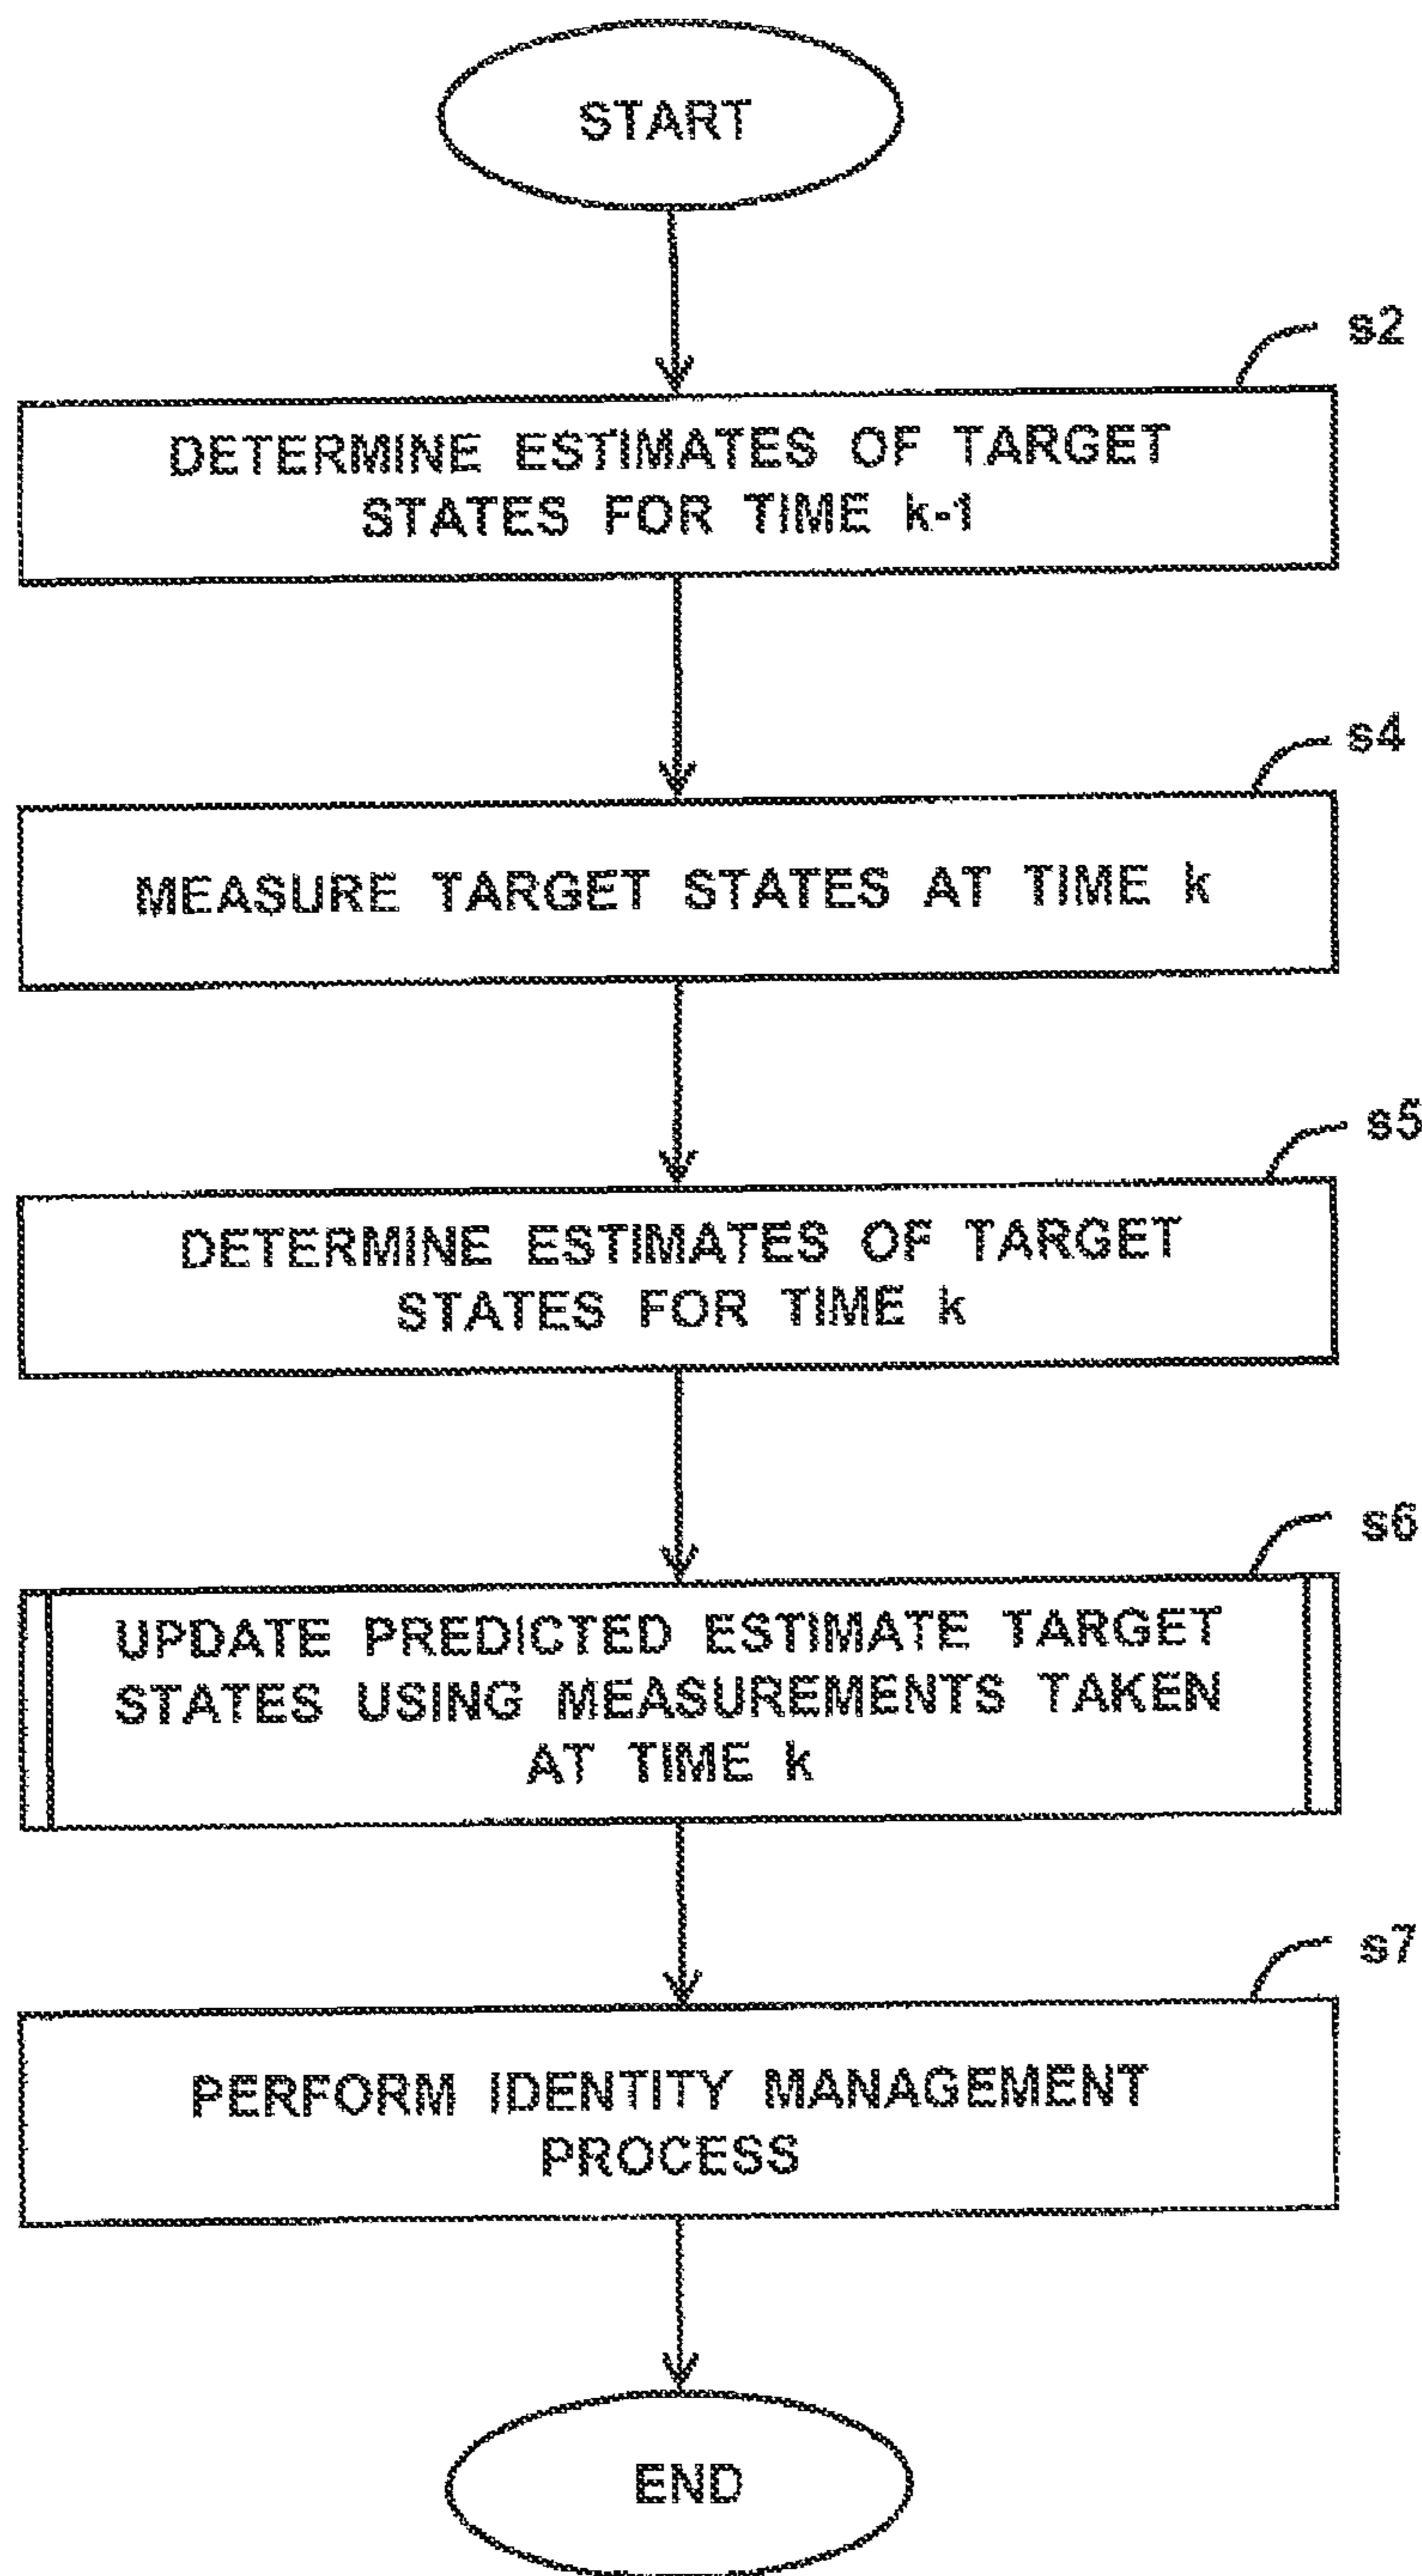 START
s2
DETERMINE ESTIMATES OF TARGET
STATES FOR TIME k-1
s4
MEASURE TARGET STATES AT TIME k
s5
DETERMINE ESTIMATES OF TARGET
STATES FOR TIME k
s6
UPDATE PREDICTED ESTIMATE TARGET
STATES USING MEASUREMENTS TAKEN
AT TIME k
s7
PERFORM IDENTITY MANAGEMENT
PROCESS
END